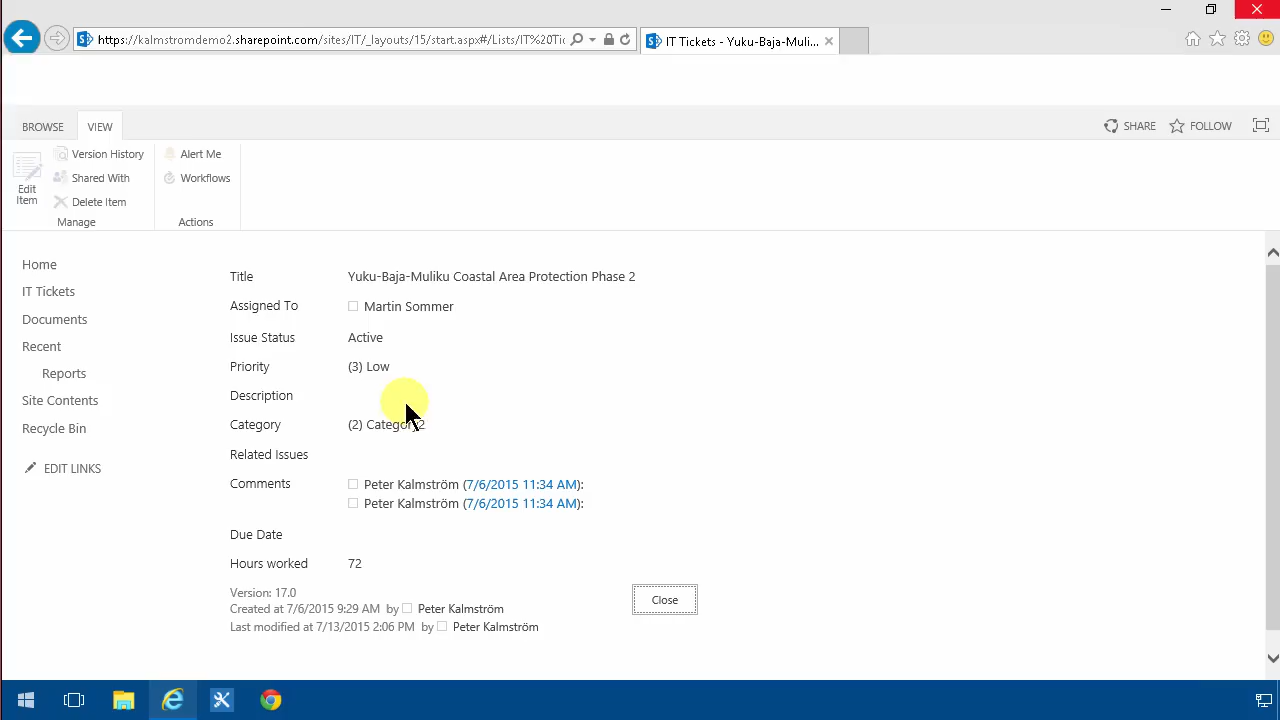 https://kalmstromdemo2.sharepoint.com/sites/IT/_layouts/15/start.aspx#/Lists/IT%20Tic
IT Tickets - Yuku-Baja-Muli...
BROWSE
VIEW
SHARE
FOLLOW
Edit Item
Version History
Shared With
Delete Item
Manage
Alert Me
Workflows
Actions
Home
IT Tickets
Documents
Recent
Reports
Site Contents
Recycle Bin
EDIT LINKS
Title Yuku-Baja-Muliku Coastal Area Protection Phase 2
Assigned To Martin Sommer
Issue Status Active
Priority (3) Low
Description
Category (2) Category2
Related Issues
Comments Peter Kalmström (7/6/2015 11:34 AM):
Peter Kalmström (7/6/2015 11:34 AM):
Due Date
Hours worked 72
Version: 17.0
Created at 7/6/2015 9:29 AM by Peter Kalmström
Last modified at 7/13/2015 2:06 PM by Peter Kalmström
Close